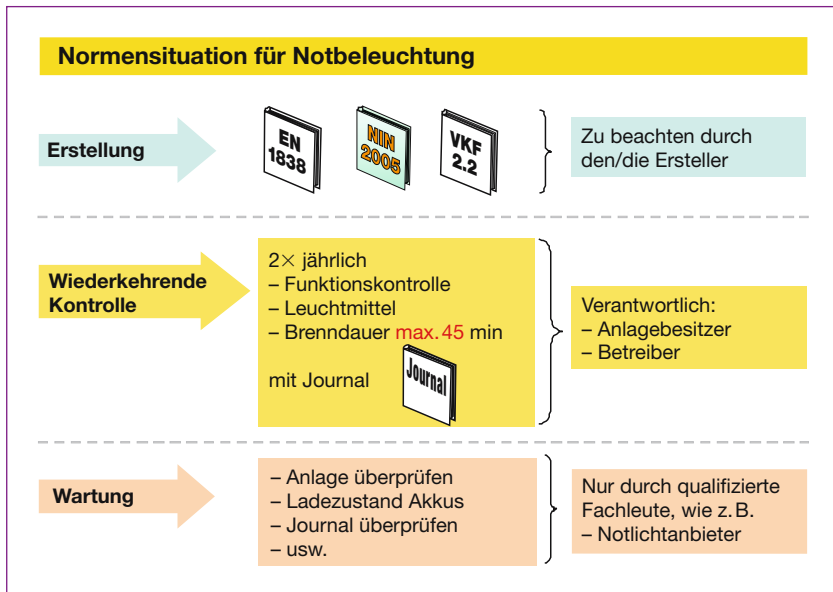 Normensituation für Notbeleuchtung
Erstellung
EN
1838
NIN
2005
VKF
2.2
Zu beachten durch
den/die Ersteller
Wiederkehrende
Kontrolle
2× jährlich
– Funktionskontrolle
– Leuchtmittel
– Brenndauer max. 45 min
mit Journal
Journal
Verantwortlich:
– Anlagebesitzer
– Betreiber
Wartung
– Anlage überprüfen
– Ladezustand Akkus
– Journal überprüfen
– usw.
Nur durch qualifizierte
Fachleute, wie z. B.
– Notlichtanbieter